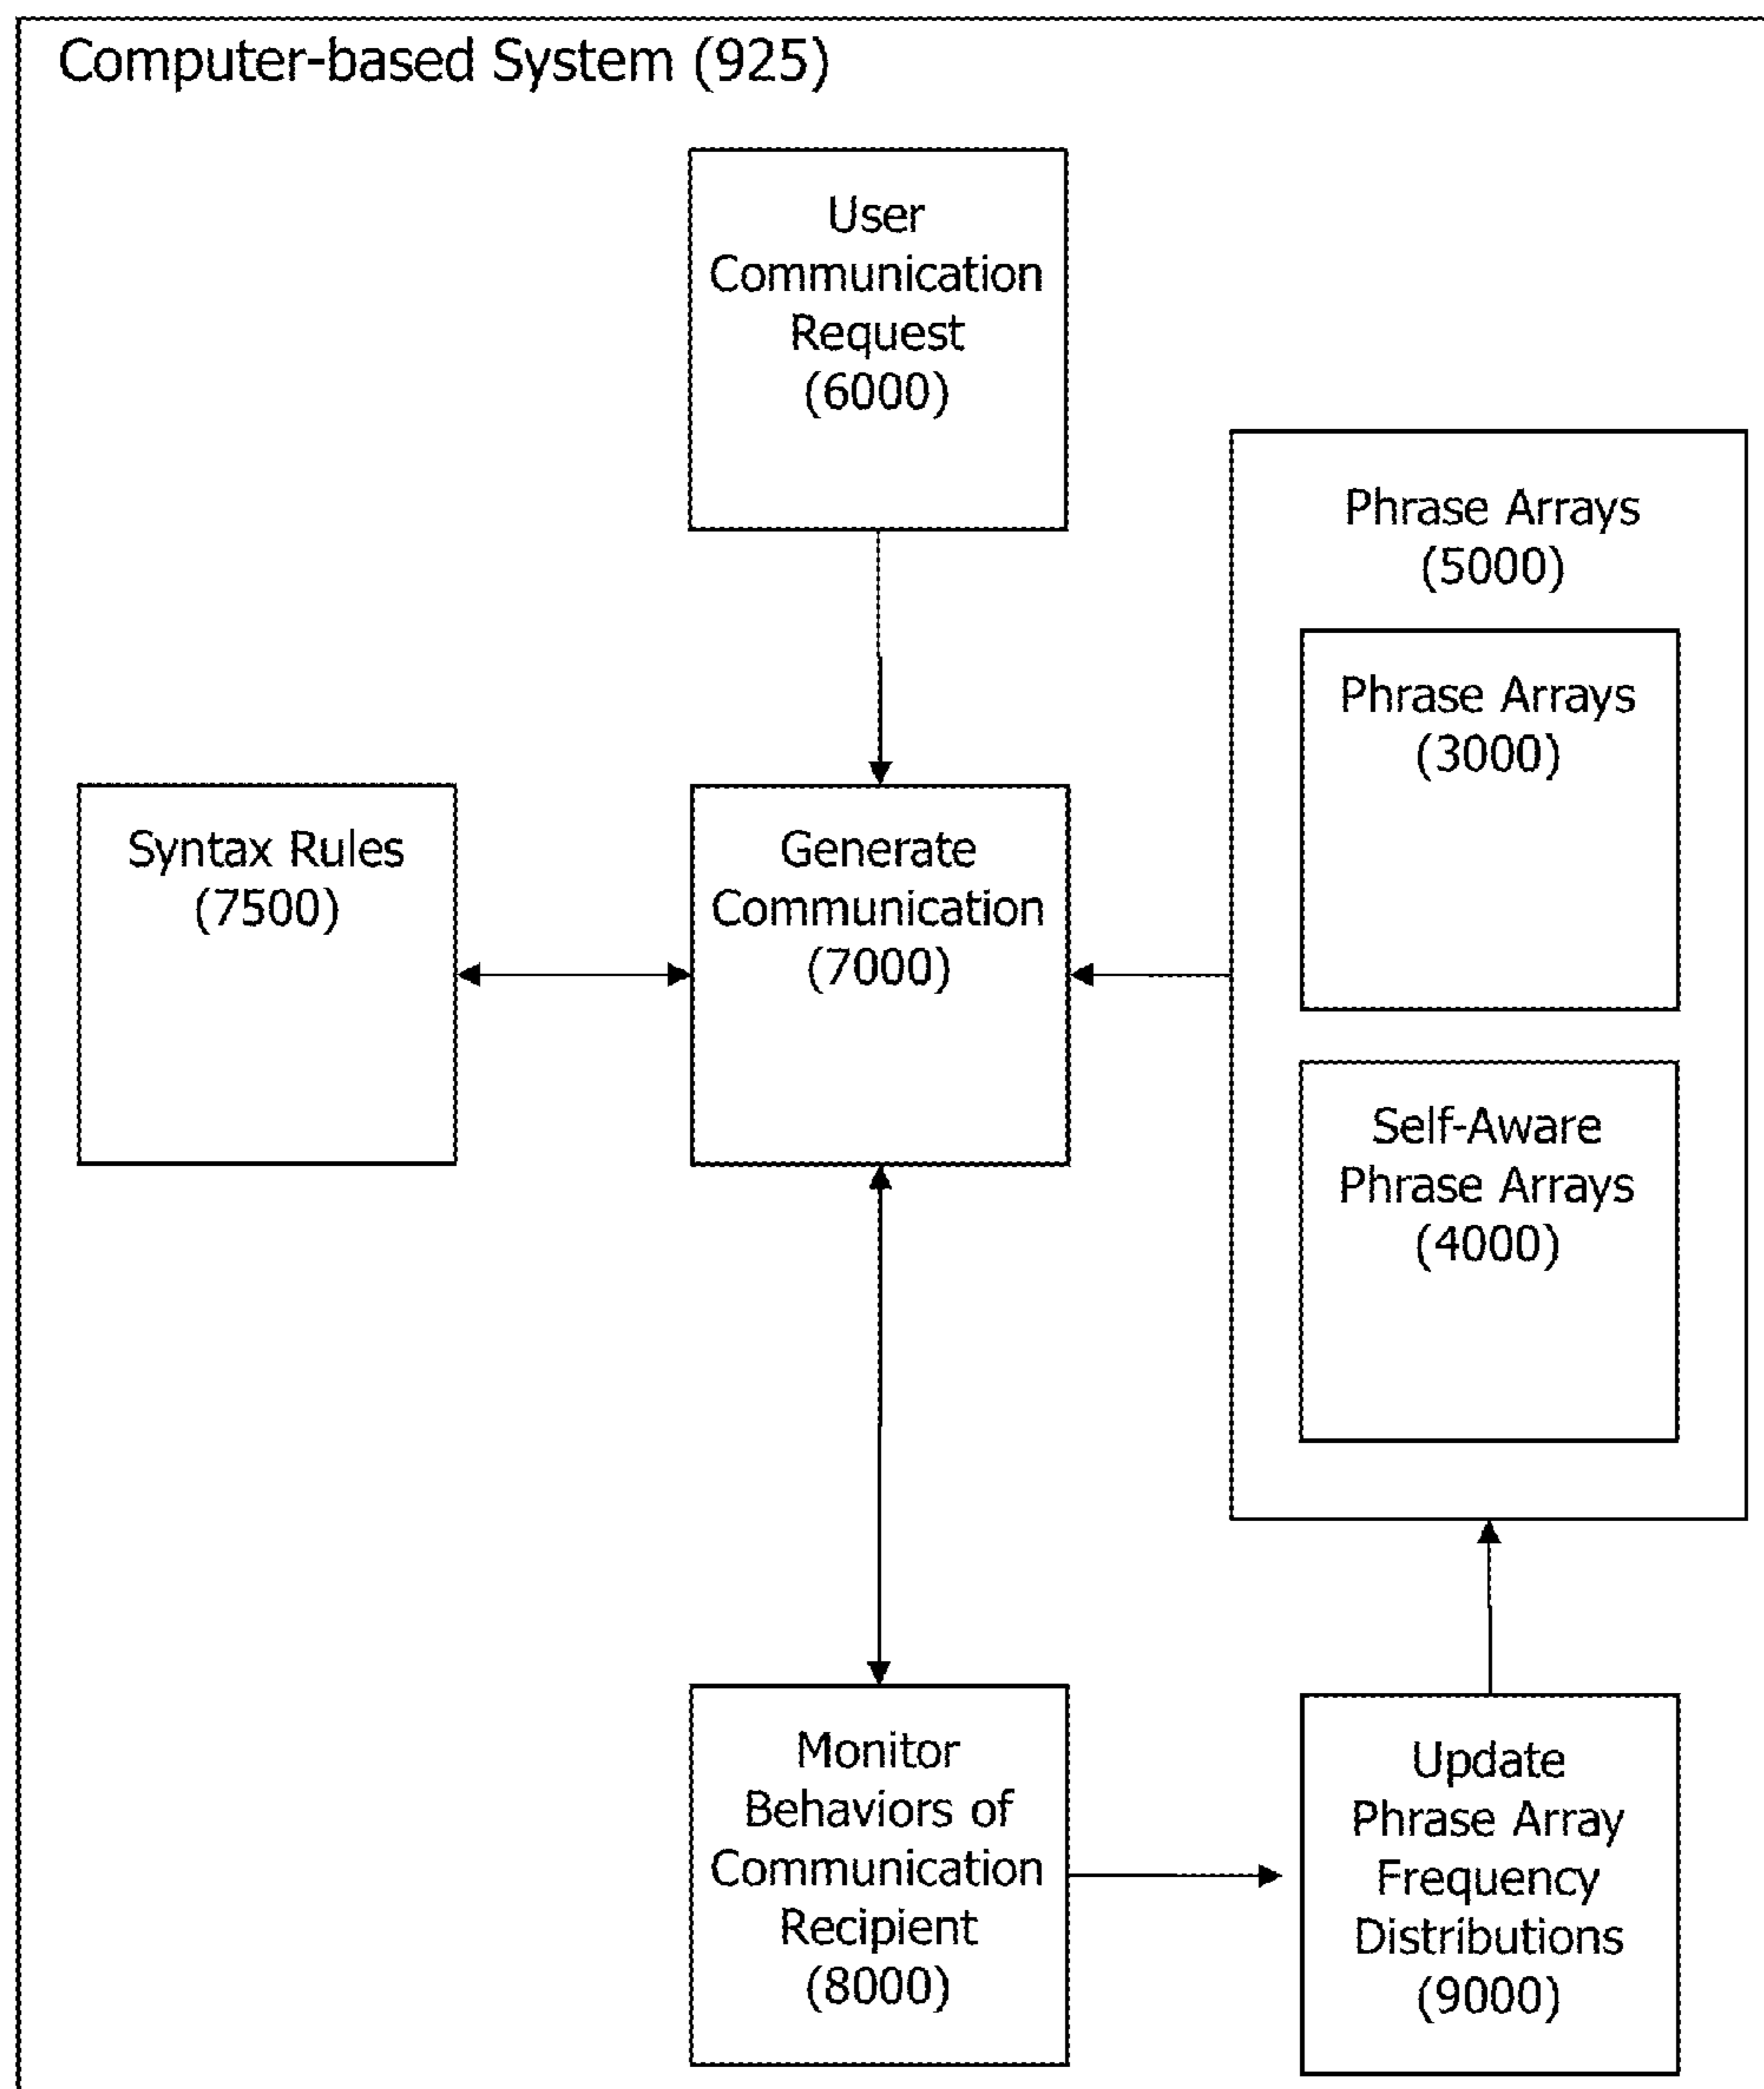 Computer-based System (925)
User
Communication
Request
(6000)
Phrase Arrays
(5000)
Phrase Arrays
(3000)
Syntax Rules
(7500)
Generate
Communication
(7000)
Self-Aware
Phrase Arrays
(4000)
Monitor
Behaviors of
Communication
Recipient
(8000)
Update
Phrase Array
Frequency
Distributions
(9000)